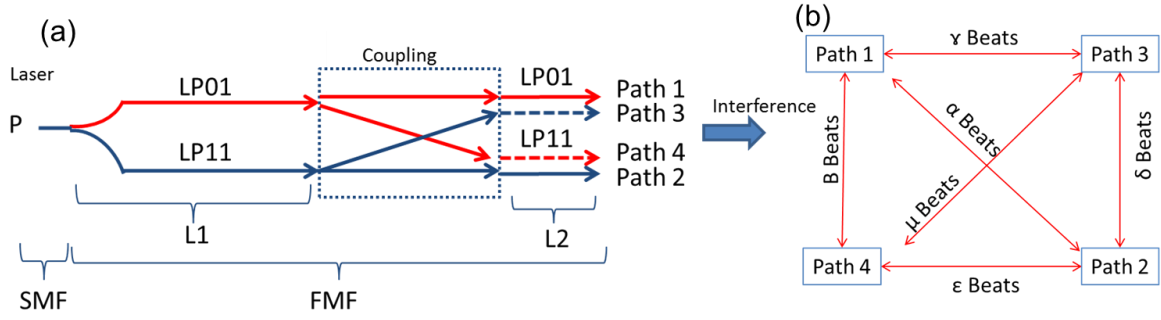 (a)
Laser
P
LP01
LP11
Coupling
LP01
LP11
Path 1
Path 3
Path 4
Path 2
L1
L2
SMF
FMF
Interference
(b)
Path 1
ɤ Beats
Path 3
B Beats
α Beats
μ Beats
δ Beats
Path 4
ε Beats
Path 2